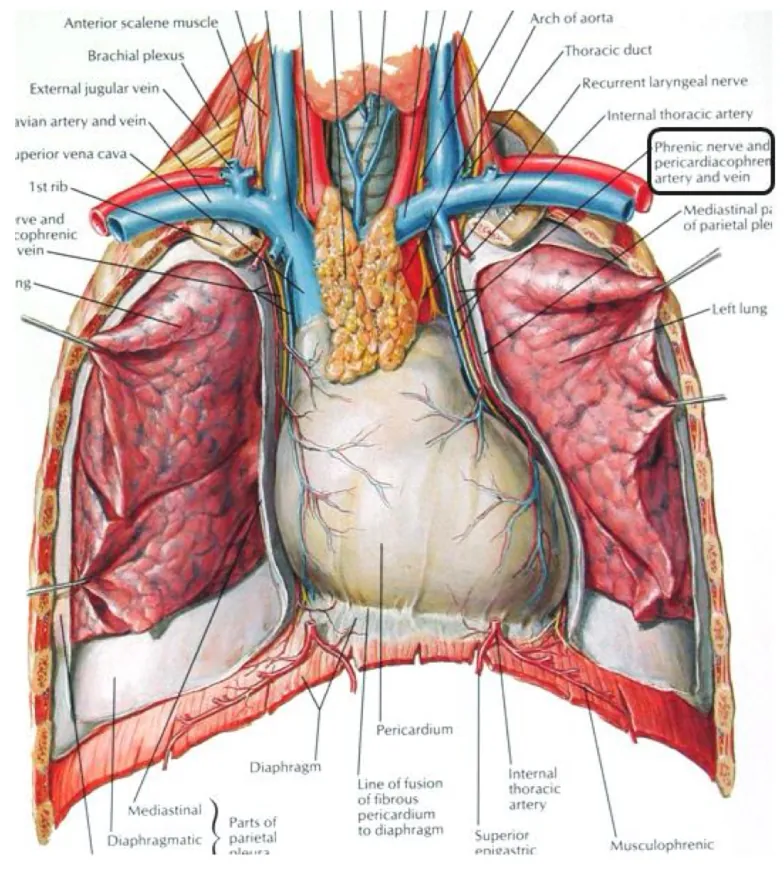 Anterior scalene muscle
Brachial plexus
External jugular vein
avian artery and vein
uperior vena cava
1st rib
rve and
cophrenic
vein
ng
Arch of aorta
Thoracic duct
Recurrent laryngeal nerve
Internal thoracic artery
Phrenic nerve and
pericardiacophren
artery and vein
Mediastinal pa
of parietal ple
Left lung
Pericardium
Diaphragm
Line of fusion
of fibrous
pericardium
to diaphragm
Internal
thoracic
artery
Mediastinal
Diaphragmatic
Parts of
parietal
pleura
Superior
epigastric
Musculophrenic